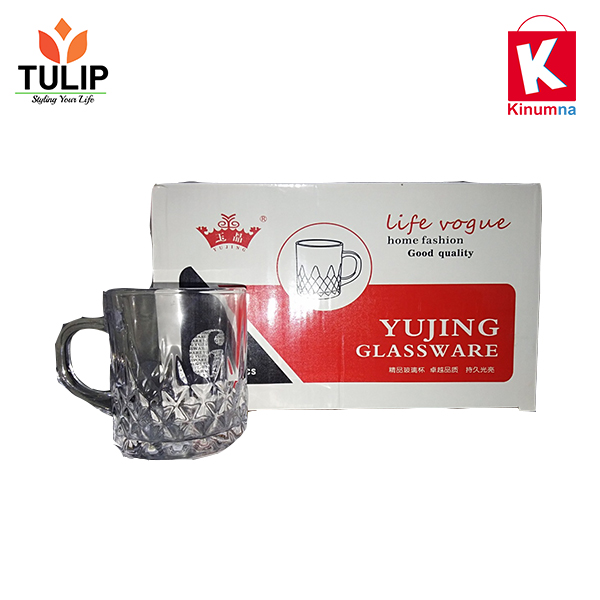 TULIP
Styling Your Life
K
Kinumna
玉晶
YUJING
®
life vogue
home fashion
Good quality
6
CS
YUJING
GLASSWARE
精品玻璃杯 卓越品质 持久光亮